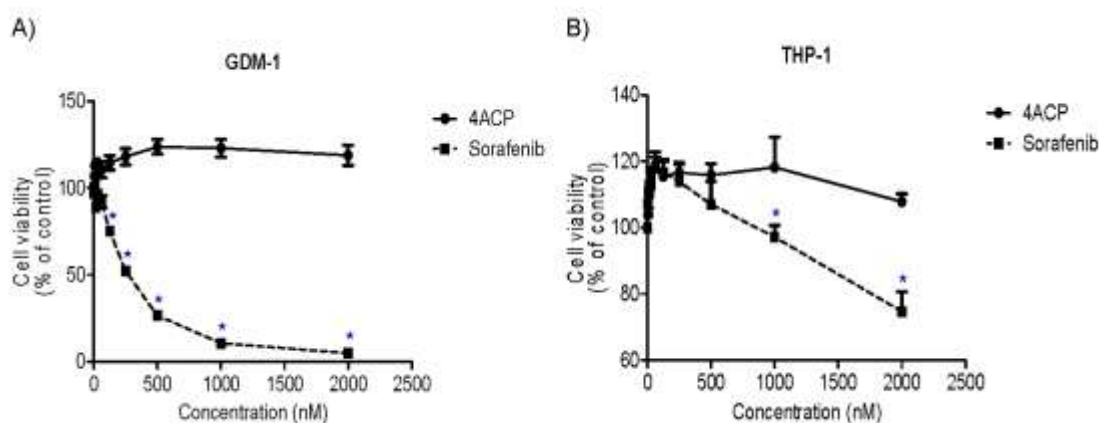 A)
GDM-1
Cell viability
(% of control)
150
100
50
0
0 500 1000 1500 2000 2500
Concentration (nM)
4ACP
Sorafenib
*
*
*
*
*
B)
THP-1
Cell viability
(% of control)
140
120
100
80
60
0 500 1000 1500 2000 2500
Concentration (nM)
4ACP
Sorafenib
*
*